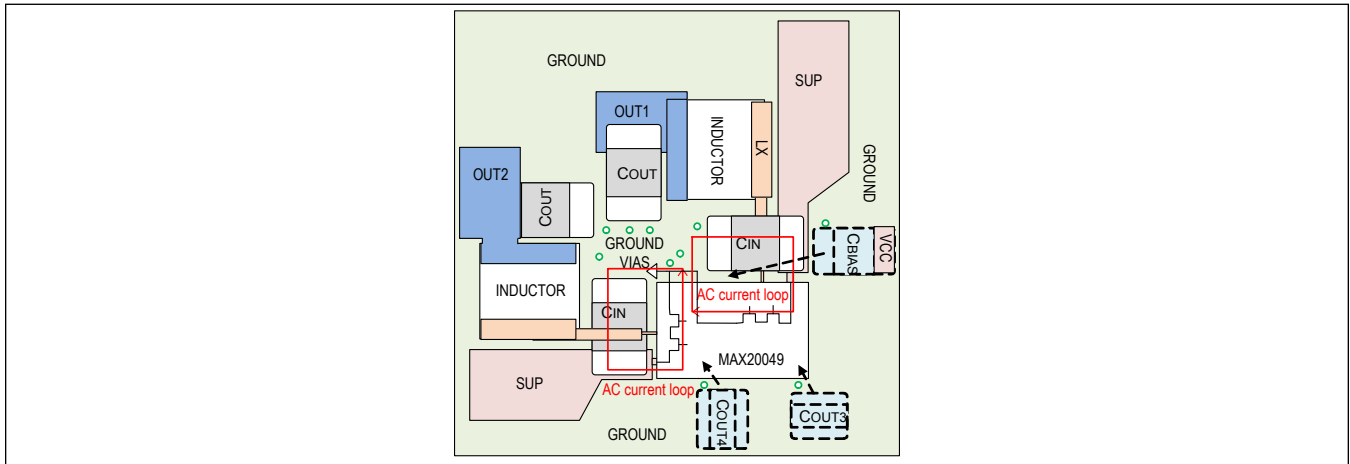 GROUND
SUP
OUT1
INDUCTOR
LX
COUT
GROUND
OUT2
COUT
CIN
CBIAS
VCC
GROUND
VIAS
INDUCTOR
CIN
AC current loop
MAX20049
SUP
AC current loop
COUT4
COUT3
GROUND